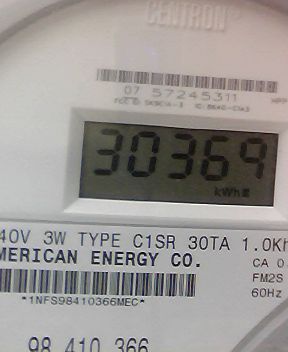 CENTRON
07 57245311
30369
kWh
40V 3W TYPE C1SR 30TA 1.0Kh
MERICAN ENERGY CO.
CA 0
FM2S
60Hz
*1NFS98410366MEC*
98 410 366